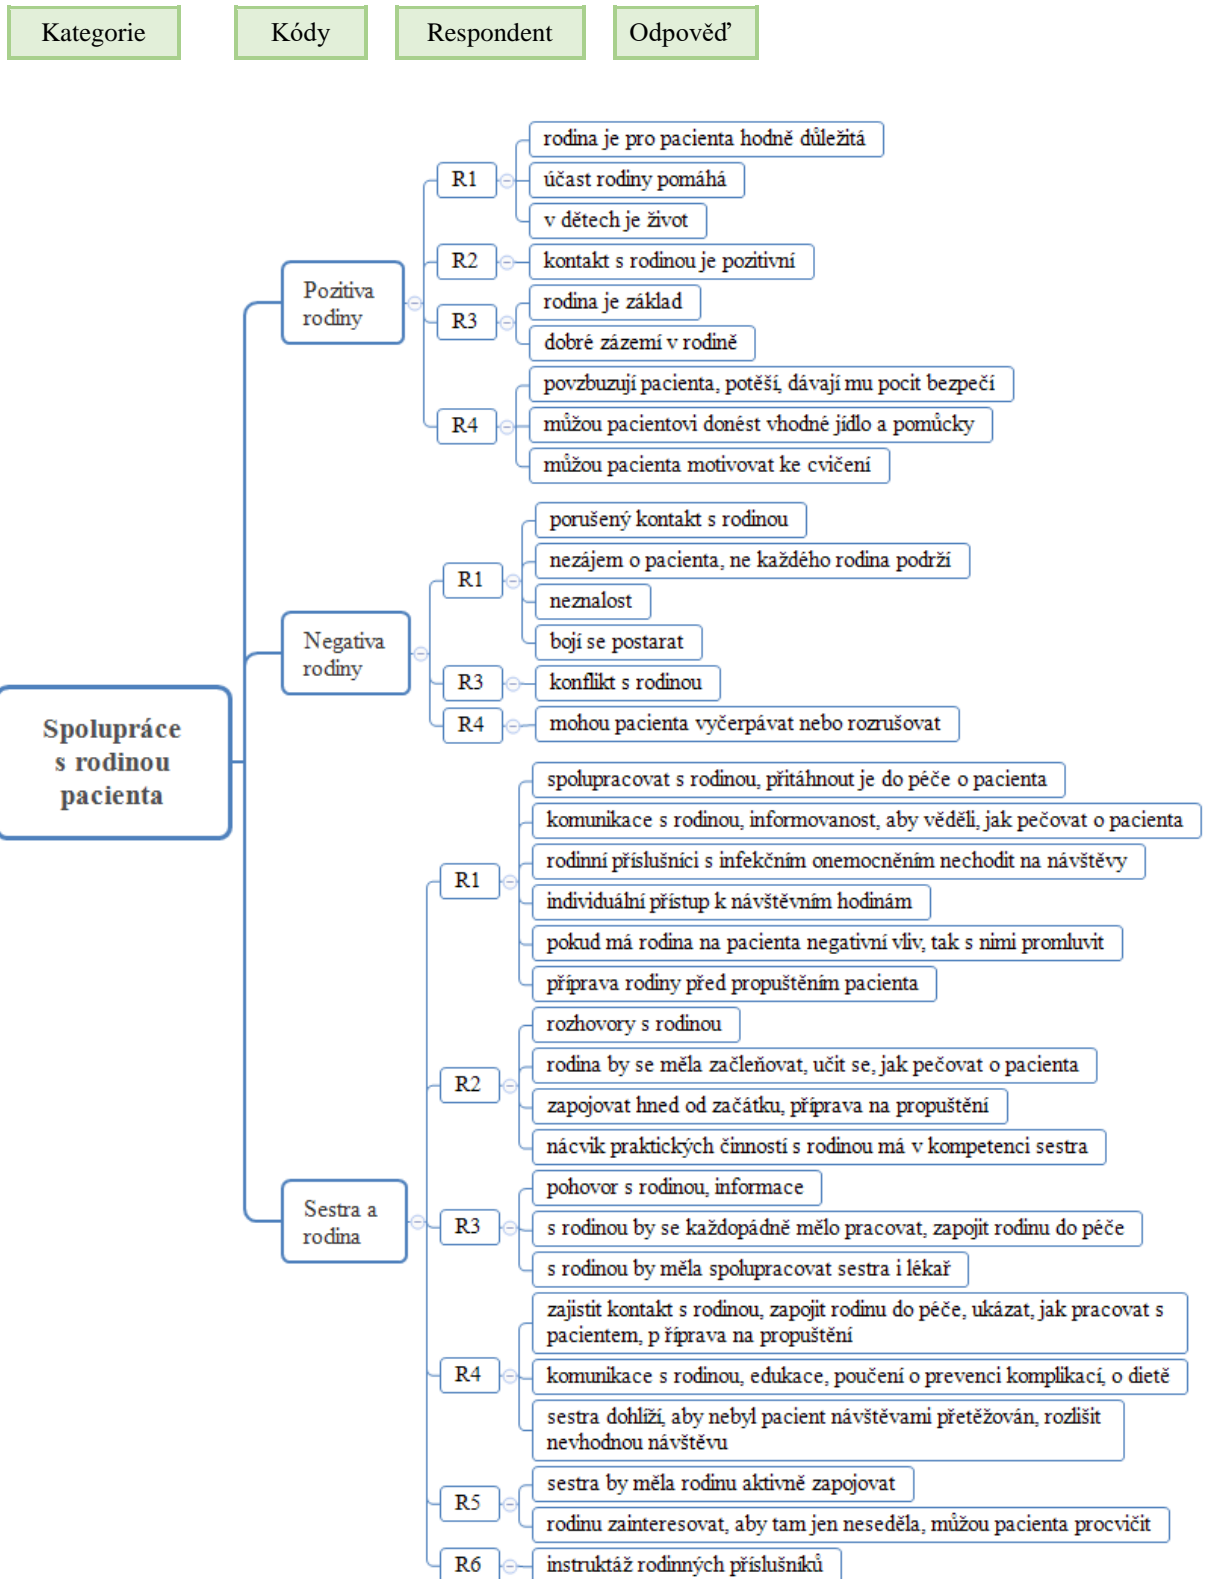 Kategorie
Kódy
Respondent
Odpověď
Spolupráce
s rodinou
pacienta
Pozitiva
rodiny
R1
rodina je pro pacienta hodně důležitá
účast rodiny pomáhá
v dětech je život
R2
kontakt s rodinou je pozitivní
R3
rodina je základ
dobré zázemí v rodině
R4
povzbuzují pacienta, potěší, dávají mu pocit bezpečí
můžou pacientovi donést vhodné jídlo a pomůcky
můžou pacienta motivovat ke cvičení
Negativa
rodiny
R1
porušený kontakt s rodinou
nezájem o pacienta, ne každého rodina podrží
neznalost
bojí se postarat
R3
konflikt s rodinou
R4
mohou pacienta vyčerpávat nebo rozrušovat
Sestra a
rodina
R1
spolupracovat s rodinou, přitáhnout je do péče o pacienta
komunikace s rodinou, informovanost, aby věděli, jak pečovat o pacienta
rodinní příslušníci s infekčním onemocněním nechodit na návštěvy
individuální přístup k návštěvním hodinám
pokud má rodina na pacienta negativní vliv, tak s nimi promluvit
příprava rodiny před propuštěním pacienta
R2
rozhovory s rodinou
rodina by se měla začleňovat, učit se, jak pečovat o pacienta
zapojovat hned od začátku, příprava na propuštění
nácvik praktických činností s rodinou má v kompetenci sestra
R3
pohovor s rodinou, informace
s rodinou by se každopádně mělo pracovat, zapojit rodinu do péče
s rodinou by měla spolupracovat sestra i lékař
R4
zajistit kontakt s rodinou, zapojit rodinu do péče, ukázat, jak pracovat s
pacientem, p říprava na propuštění
komunikace s rodinou, edukace, poučení o prevenci komplikací, o dietě
sestra dohlíží, aby nebyl pacient návštěvami přetěžován, rozlišit
nevhodnou návštěvu
R5
sestra by měla rodinu aktivně zapojovat
rodinu zainteresovat, aby tam jen neseděla, můžou pacienta procvičit
R6
instruktáž rodinných příslušníků